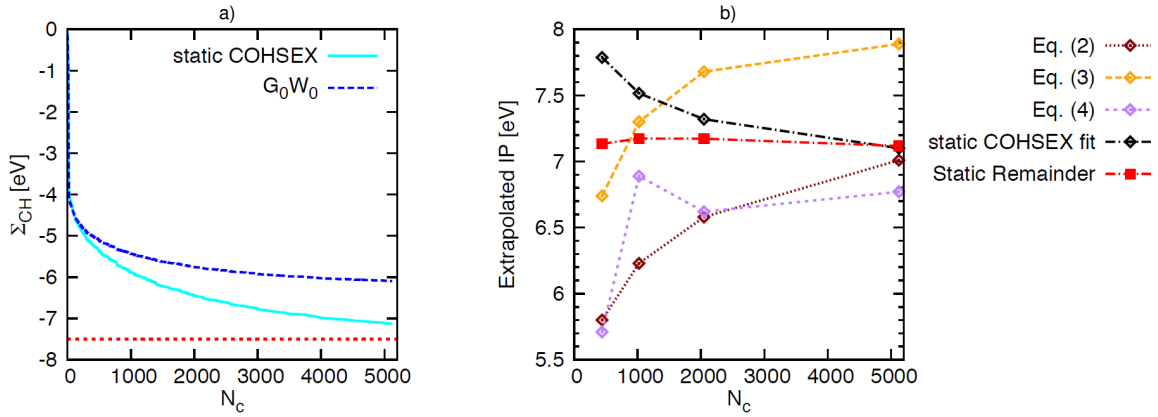 a)
static COHSEX
G0W0
0
-1
-2
-3
-4
-5
-6
-7
-8
Σ_CH [eV]
0 1000 2000 3000 4000 5000
N_c
b)
8
7.5
7
6.5
6
5.5
Extrapolated IP [eV]
0 1000 2000 3000 4000 5000
N_c
Eq. (2)
Eq. (3)
Eq. (4)
static COHSEX fit
Static Remainder